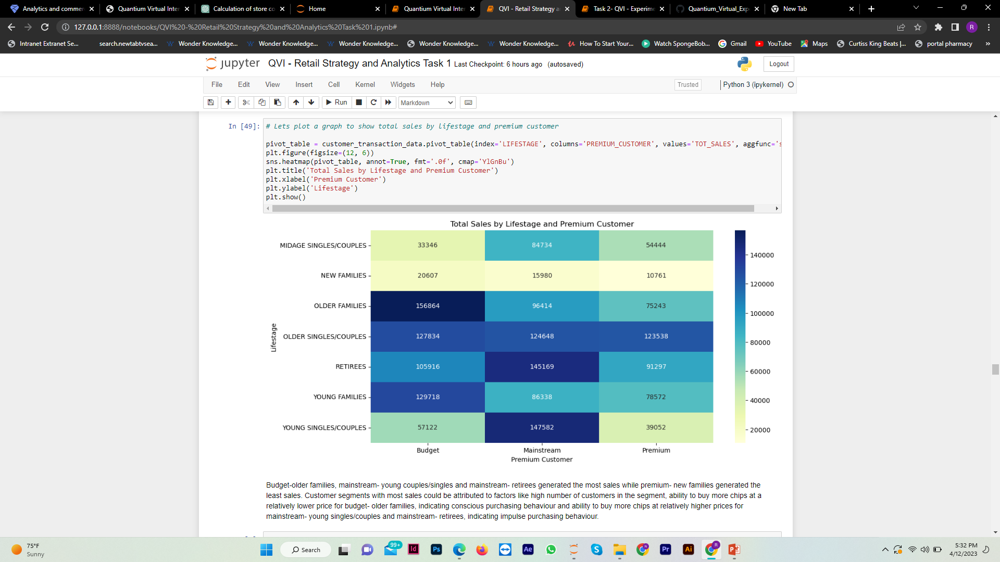 Analytics and commer
Quantium Virtual Inter
Calculation of store co
Home
Quantium Virtual Inter
QVI - Retail Strategy a
Task 2- QVI - Experime
Quantium_Virtual_Exp
New Tab
127.0.0.1:8888/notebooks/QVI%20-%20Retail%20Strategy%20and%20Analytics%20Task%201.ipynb#
R
Intranet Extranet Se...
search.newtabtvsea...
Wonder Knowledge...
Wonder Knowledge...
Wonder Knowledge...
Wonder Knowledge...
Wonder Knowledge...
How To Start Your...
Watch SpongeBob...
Gmail
YouTube
Maps
Curtiss King Beats |...
portal pharmacy
»
jupyter QVI - Retail Strategy and Analytics Task 1 Last Checkpoint: 6 hours ago (autosaved)
Logout
File Edit View Insert Cell Kernel Widgets Help
Trusted
Python 3 (ipykernel)
Run
Markdown
In [49]:
# Lets plot a graph to show total sales by lifestage and premium customer
pivot_table = customer_transaction_data.pivot_table(index='LIFESTAGE', columns='PREMIUM_CUSTOMER', values='TOT_SALES', aggfunc='s
plt.figure(figsize=(12, 6))
sns.heatmap(pivot_table, annot=True, fmt='.0f', cmap='YlGnBu')
plt.title('Total Sales by Lifestage and Premium Customer')
plt.xlabel('Premium Customer')
plt.ylabel('Lifestage')
plt.show()
Total Sales by Lifestage and Premium Customer
MIDAGE SINGLES/COUPLES 33346 84734 54444
NEW FAMILIES 20607 15980 10761
OLDER FAMILIES 156864 96414 75243
OLDER SINGLES/COUPLES 127834 124648 123538
RETIREES 105916 145169 91297
YOUNG FAMILIES 129718 86338 78572
YOUNG SINGLES/COUPLES 57122 147582 39052
Lifestage
Budget Mainstream Premium
Premium Customer
140000
120000
100000
80000
60000
40000
20000
Budget-older families, mainstream- young couples/singles and mainstream- retirees generated the most sales while premium- new families generated the
least sales. Customer segments with most sales could be attributed to factors like high number of customers in the segment, ability to buy more chips at a
relatively lower price for budget- older families, indicating conscious purchasing behaviour and ability to buy more chips at relatively higher prices for
mainstream- young singles/couples and mainstream- retirees, indicating impulse purchasing behaviour.
75°F
Sunny
Search
99+
Id
Ps
Ae
S
N
Pr
Ai
R
P
5:32 PM
4/12/2023